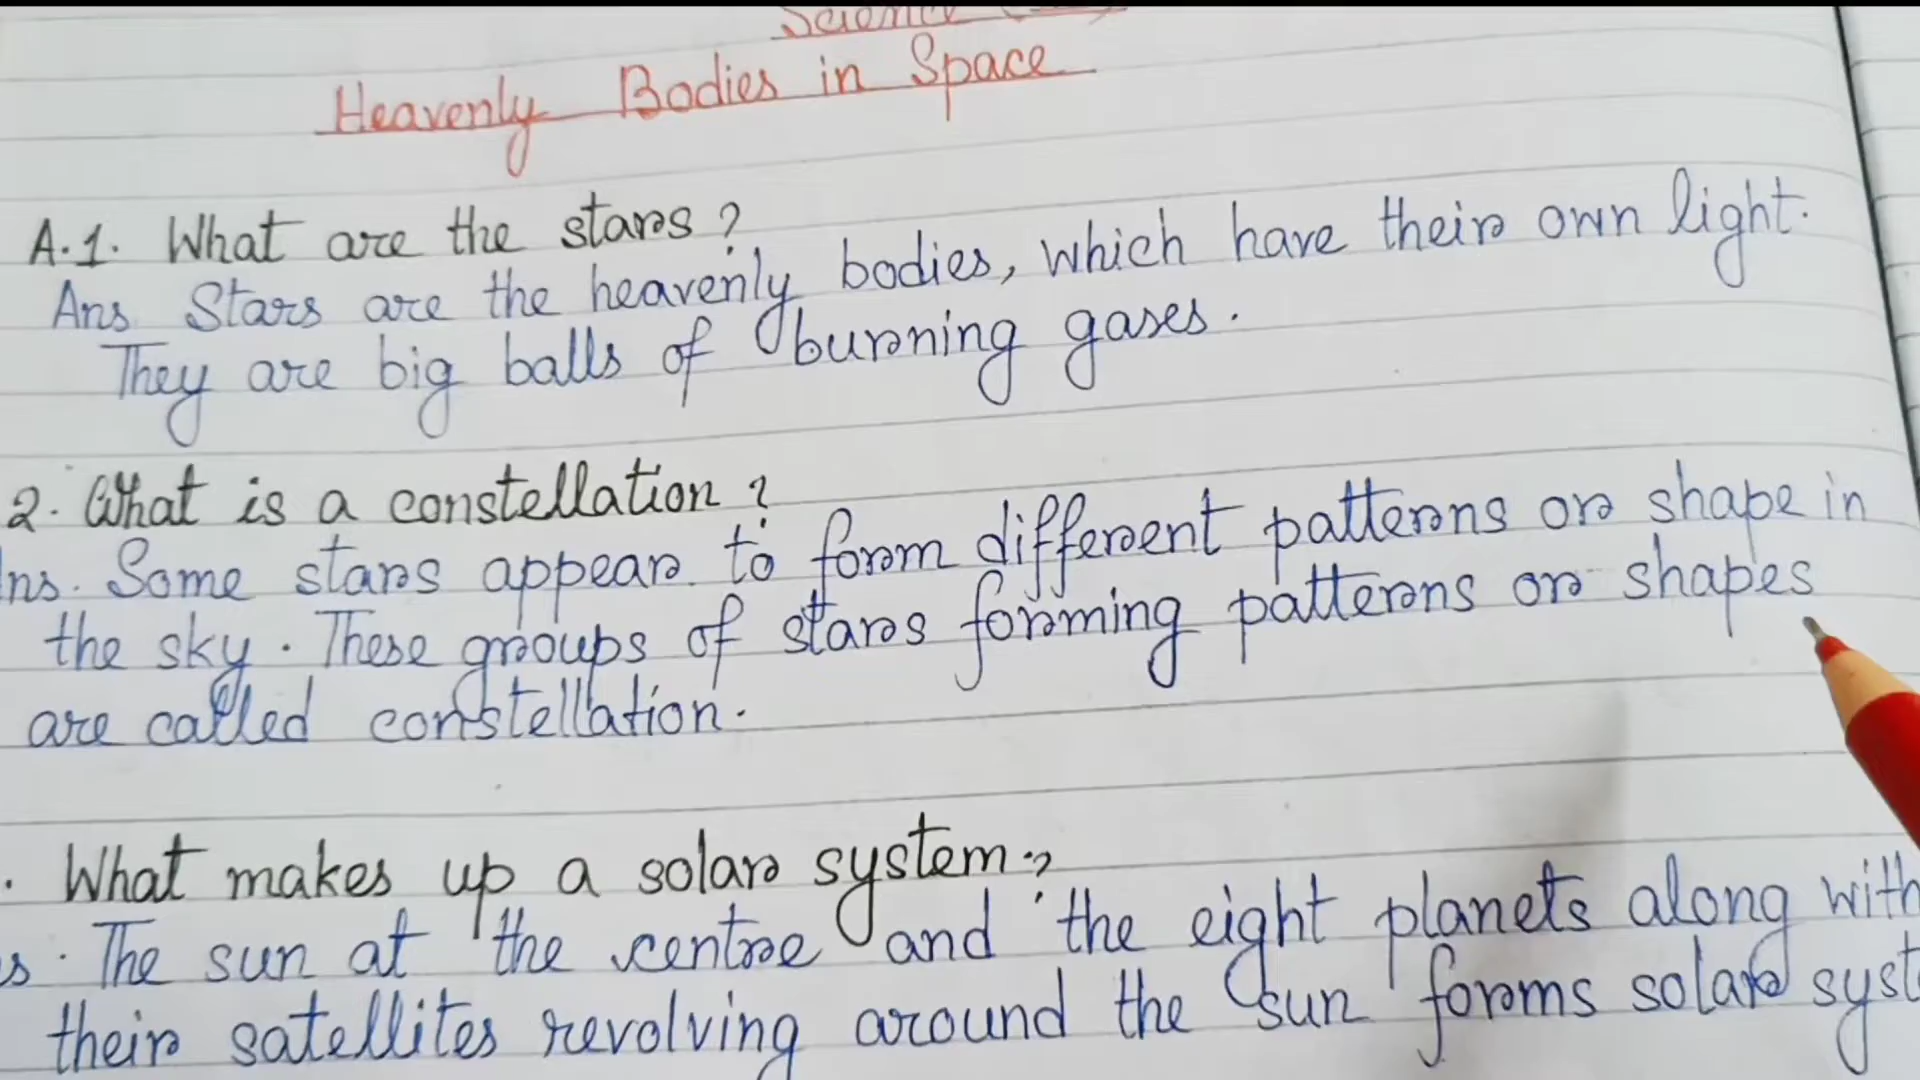 Science
Heavenly Bodies in Space
A.1. What are the stars?
Ans. Stars are the heavenly bodies, which have their own light.
They are big balls of burning gases.
2. What is a constellation?
ns. Some stars appear to form different patterns or shape in
the sky. These groups of stars forming patterns or shapes
are called constellation.
. What makes up a solar system?
s. The sun at the centre and the eight planets along with
their satellites revolving around the sun forms solar syst